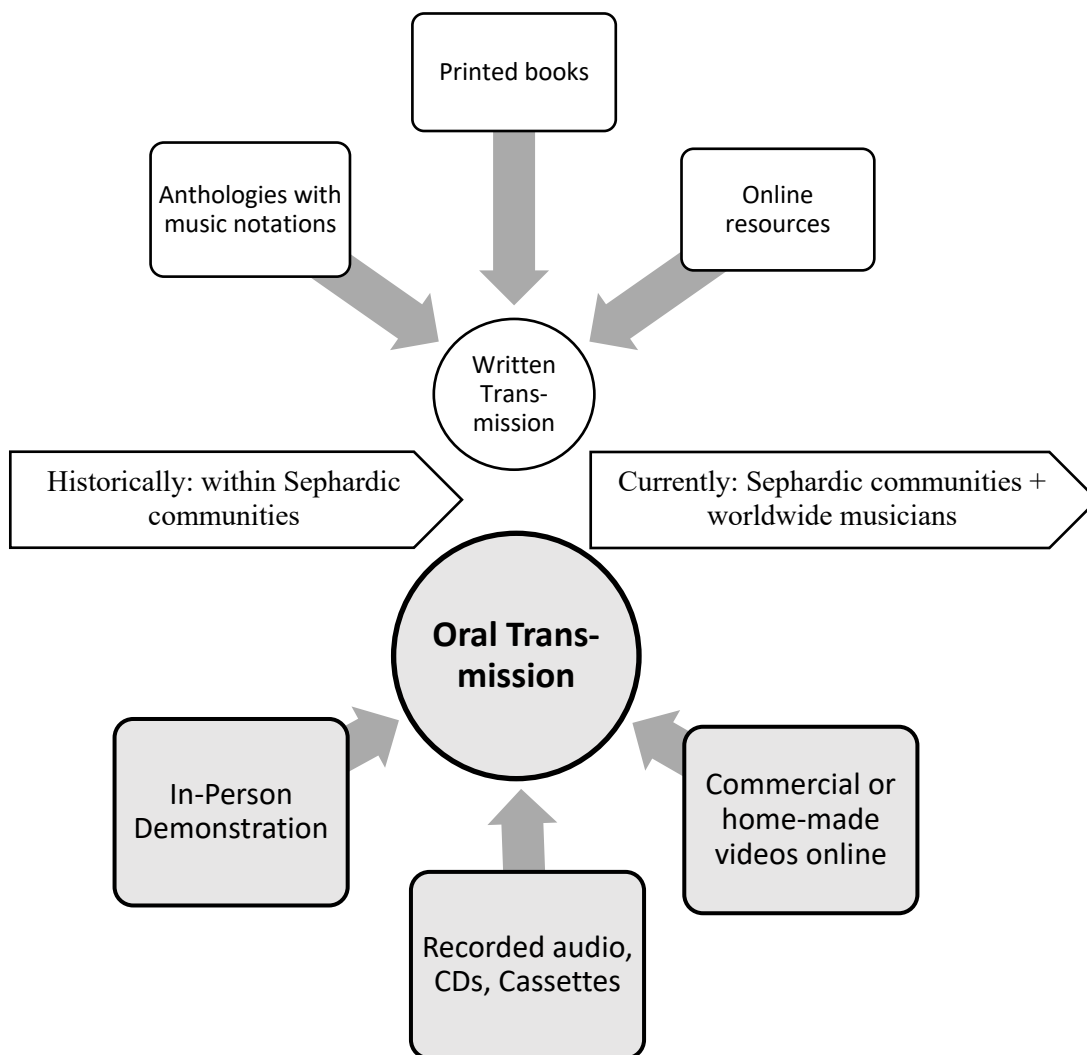 Printed books
Anthologies with
music notations
Online
resources
Written
Trans-
mission
Historically: within Sephardic
communities
Currently: Sephardic communities +
worldwide musicians
Oral Trans-
mission
In-Person
Demonstration
Commercial or
home-made
videos online
Recorded audio,
CDs, Cassettes